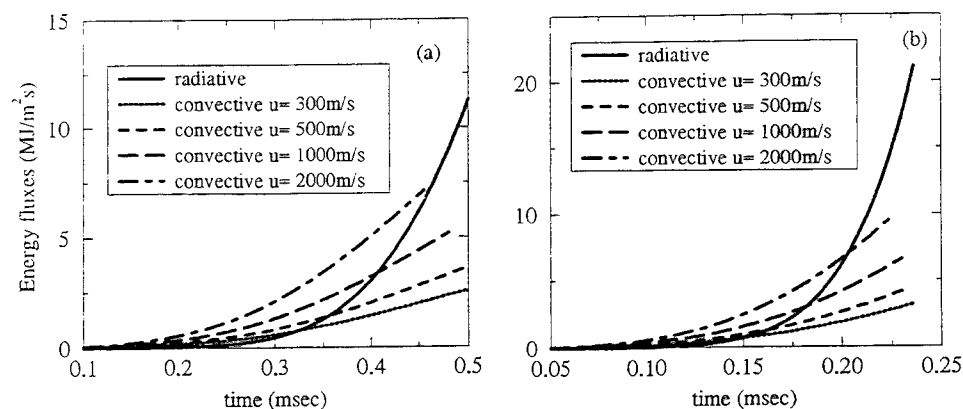 15
(a)
radiative
convective u= 300m/s
convective u= 500m/s
convective u= 1000m/s
convective u= 2000m/s
10
5
0
0.1
0.2
0.3
0.4
0.5
time (msec)
Energy fluxes (MJ/m²s)
(b)
radiative
convective u= 300m/s
convective u= 500m/s
convective u= 1000m/s
convective u= 2000m/s
20
10
0
0.05
0.10
0.15
0.20
0.25
time (msec)